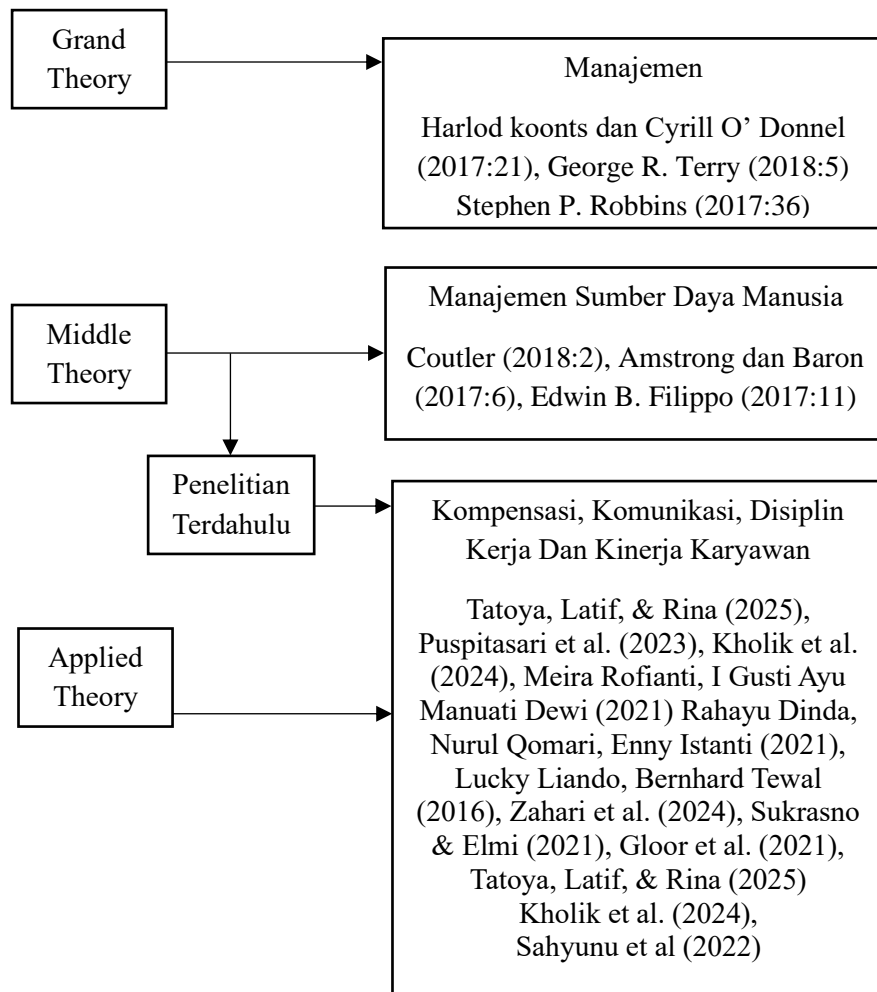 Grand
Theory
Manajemen
Harlod koonts dan Cyrill O’ Donnel
(2017:21), George R. Terry (2018:5)
Stephen P. Robbins (2017:36)
Middle
Theory
Manajemen Sumber Daya Manusia
Coutler (2018:2), Amstrong dan Baron
(2017:6), Edwin B. Filippo (2017:11)
Penelitian
Terdahulu
Kompensasi, Komunikasi, Disiplin
Kerja Dan Kinerja Karyawan
Tatoya, Latif, & Rina (2025),
Puspitasari et al. (2023), Kholik et al.
(2024), Meira Rofianti, I Gusti Ayu
Manuati Dewi (2021) Rahayu Dinda,
Nurul Qomari, Enny Istanti (2021),
Lucky Liando, Bernhard Tewal
(2016), Zahari et al. (2024), Sukrasno
& Elmi (2021), Gloor et al. (2021),
Tatoya, Latif, & Rina (2025)
Kholik et al. (2024),
Sahyunu et al (2022)
Applied
Theory